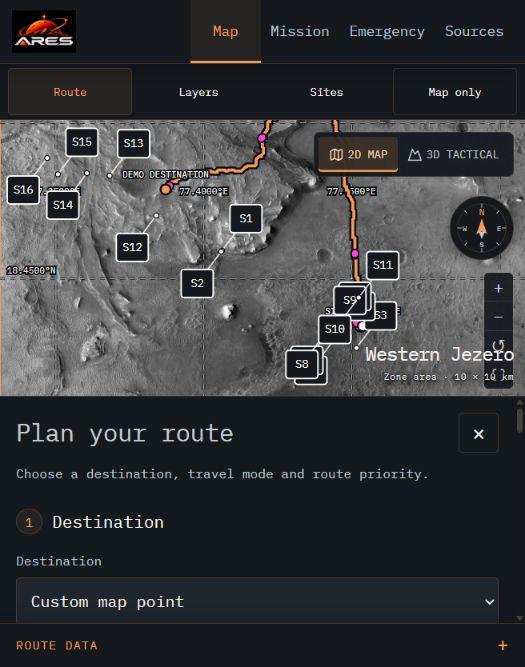 ARES
Map Mission Emergency Sources
Route Layers Sites Map only
2D MAP 3D TACTICAL
S15 S13
DEMO DESTINATION
S16 77.4000°E
S14
S1
S12
N
W E
S
S11
18.4500°N
S2
S9
S3
S10
S8
+
−
Western Jezero
Zone area · 10 × 10 km
Plan your route
×
Choose a destination, travel mode and route priority.
1 Destination
Destination
Custom map point
ROUTE DATA +